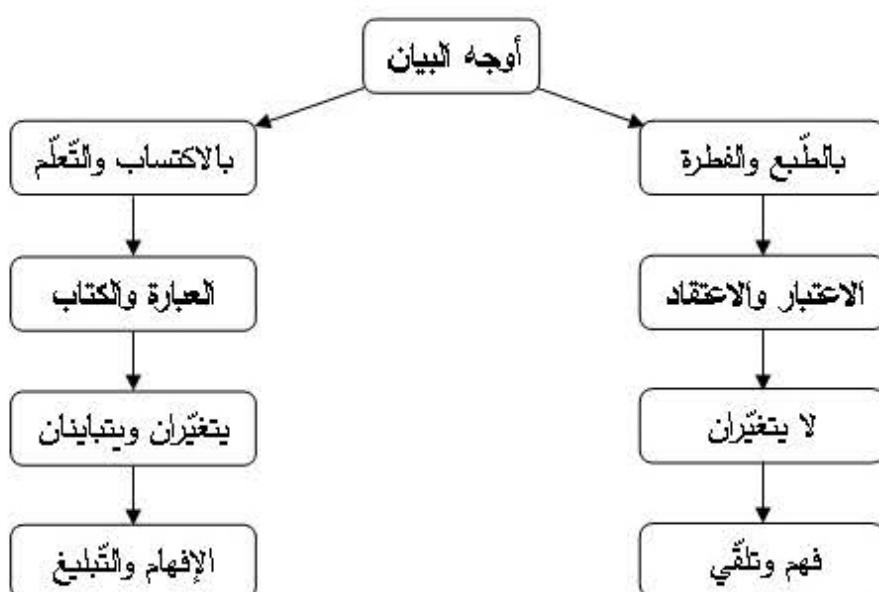 أوجه البيان
بالطّبع والفطرة
بالاكتساب والتّعلّم
الاعتبار والاعتقاد
العبارة والكتاب
لا يتغيّران
يتغيّران ويتباينان
فهم وتلقّي
الإفهام والتّبليغ